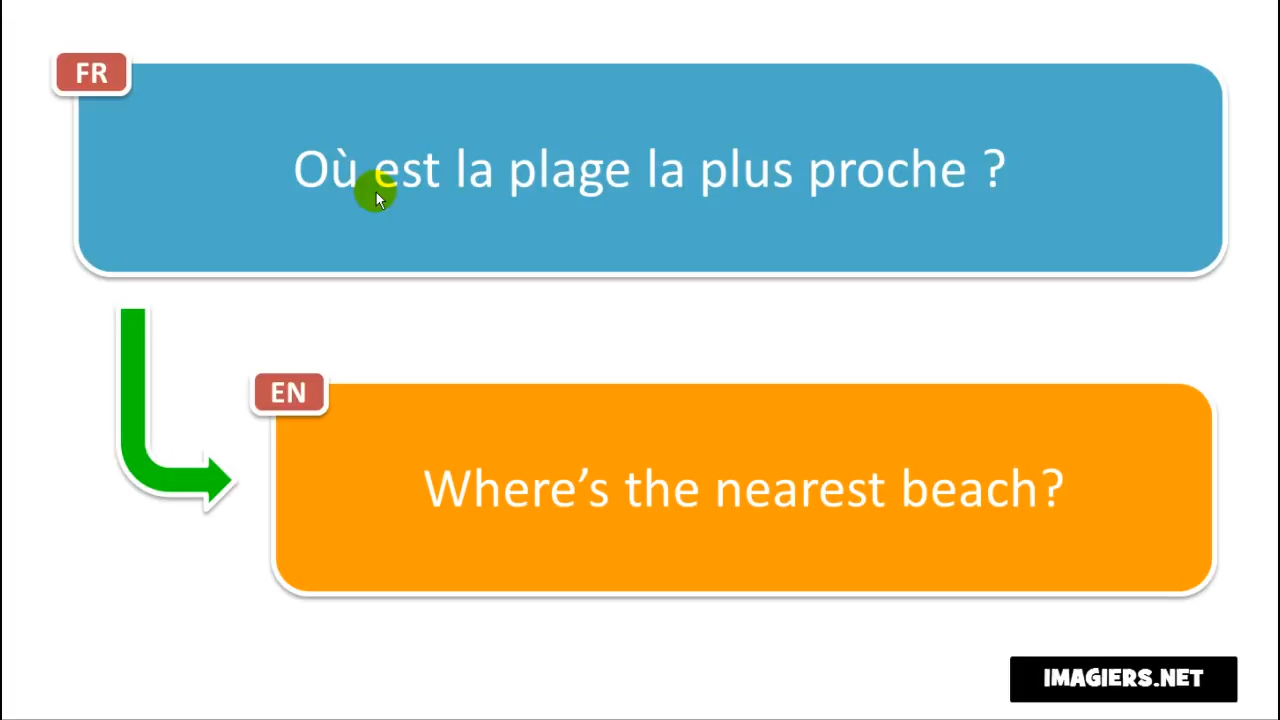 FR
Où est la plage la plus proche ?
EN
Where’s the nearest beach?
IMAGIERS.NET